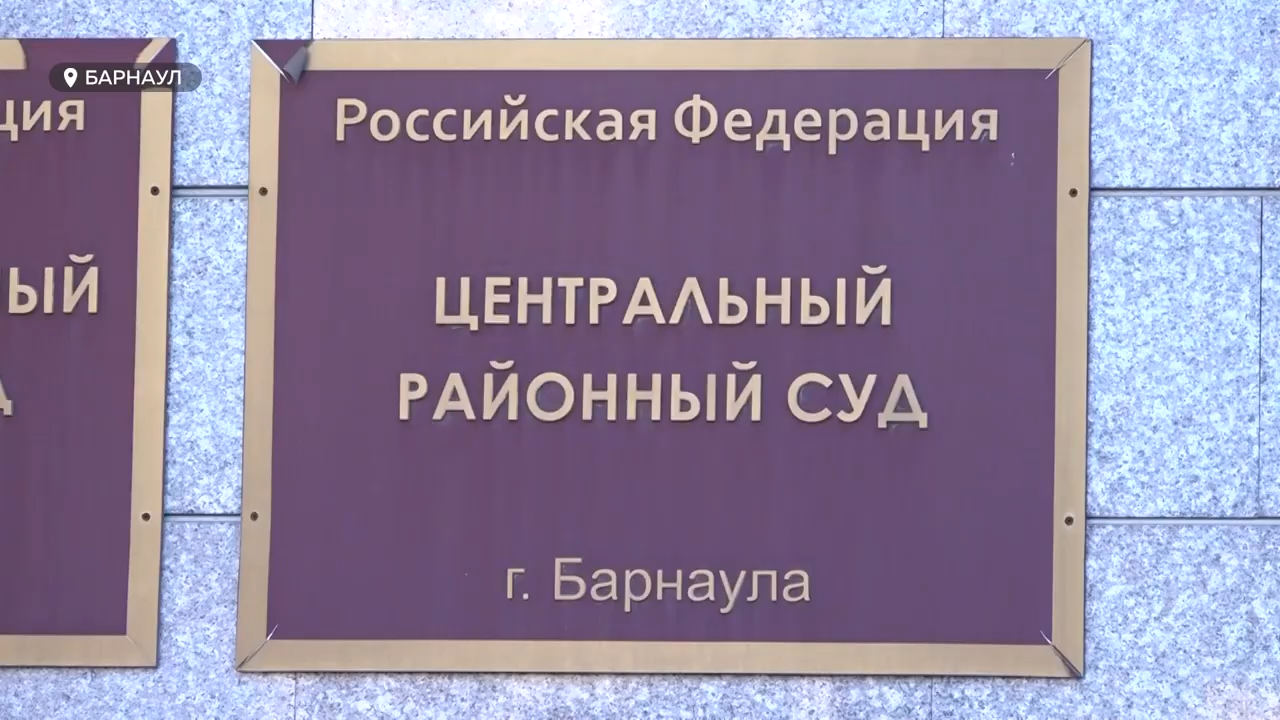 БАРНАУЛ
Российская Федерация
ЦЕНТРАЛЬНЫЙ
РАЙОННЫЙ СУД
г. Барнаула